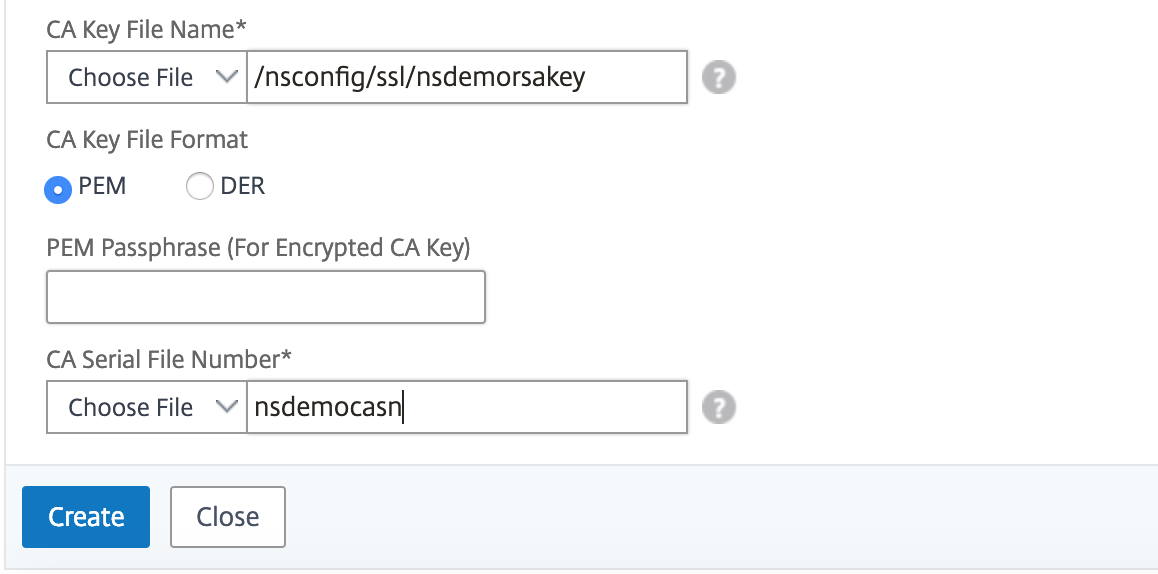 CA Key File Name*
Choose File /nsconfig/ssl/nsdemorsakey ?
CA Key File Format
PEM DER
PEM Passphrase (For Encrypted CA Key)
CA Serial File Number*
Choose File nsdemocasn ?
Create Close